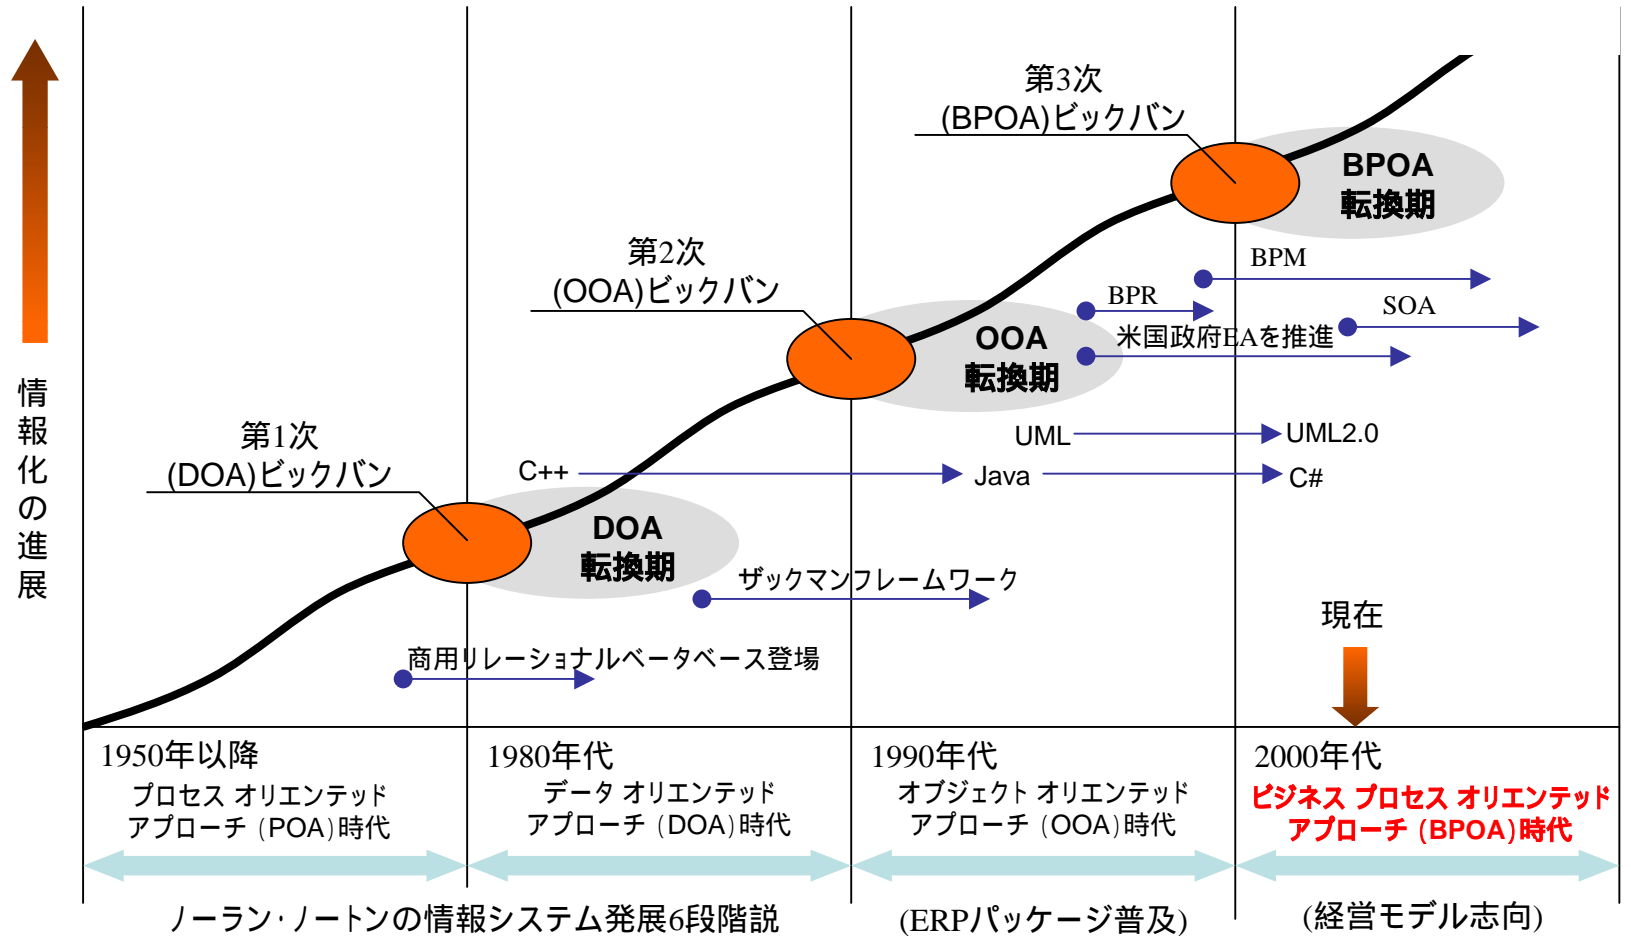 第3次
(BPOA)ビックバン
BPOA
転換期
第2次
(OOA)ビックバン
BPM
BPR
SOA
米国政府EAを推進
OOA
転換期
情報化の進展
第1次
(DOA)ビックバン
UML
UML2.0
C++
Java
C#
DOA
転換期
ザックマンフレームワーク
現在
商用リレーショナルベータベース登場
1950年以降
プロセス オリエンテッド
アプローチ (POA)時代
1980年代
データ オリエンテッド
アプローチ (DOA)時代
1990年代
オブジェクト オリエンテッド
アプローチ (OOA)時代
2000年代
ビジネス プロセス オリエンテッド
アプローチ (BPOA)時代
ノーラン・ノートンの情報システム発展6段階説
(ERPパッケージ普及)
(経営モデル志向)